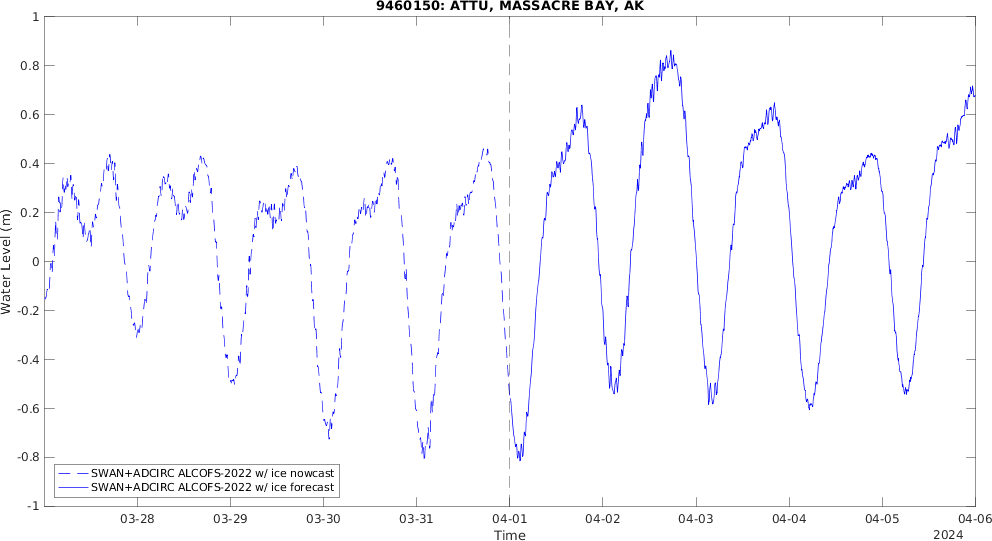 9460150: ATTU, MASSACRE BAY, AK
1
0.8
0.6
0.4
0.2
0
-0.2
-0.4
-0.6
-0.8
-1
Water Level (m)
SWAN+ADCIRC ALCOFS-2022 w/ ice nowcast
SWAN+ADCIRC ALCOFS-2022 w/ ice forecast
03-28 03-29 03-30 03-31 04-01 04-02 04-03 04-04 04-05 04-06
Time
2024